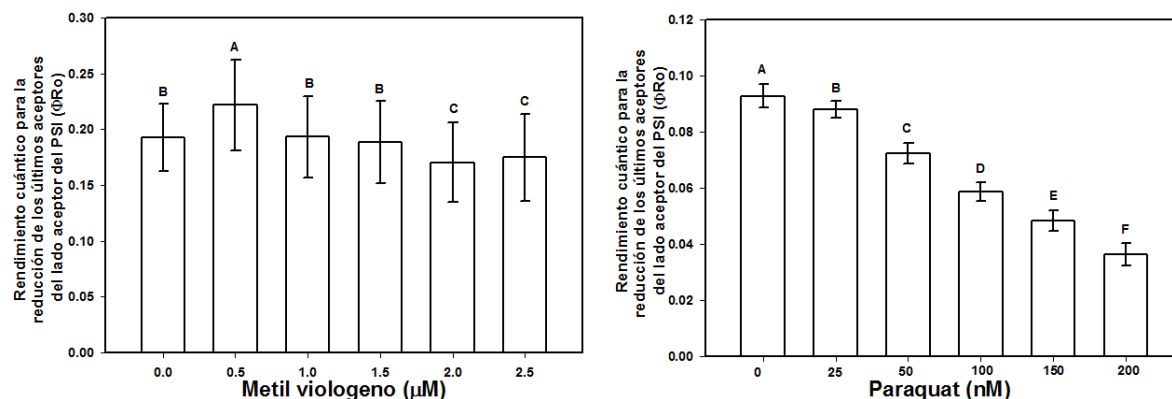 Rendimiento cuántico para la
reducción de los últimos aceptores
del lado aceptor del PSI (ΦRo)
0.30
0.25
0.20
0.15
0.10
0.05
0.00
B
A
B
B
C
C
0.0
0.5
1.0
1.5
2.0
2.5
Metil viologeno (µM)
Rendimiento cuántico para la
reducción de los últimos aceptores
del lado aceptor del PSI (ΦRo)
0.12
0.10
0.08
0.06
0.04
0.02
0.00
A
B
C
D
E
F
0
25
50
100
150
200
Paraquat (nM)